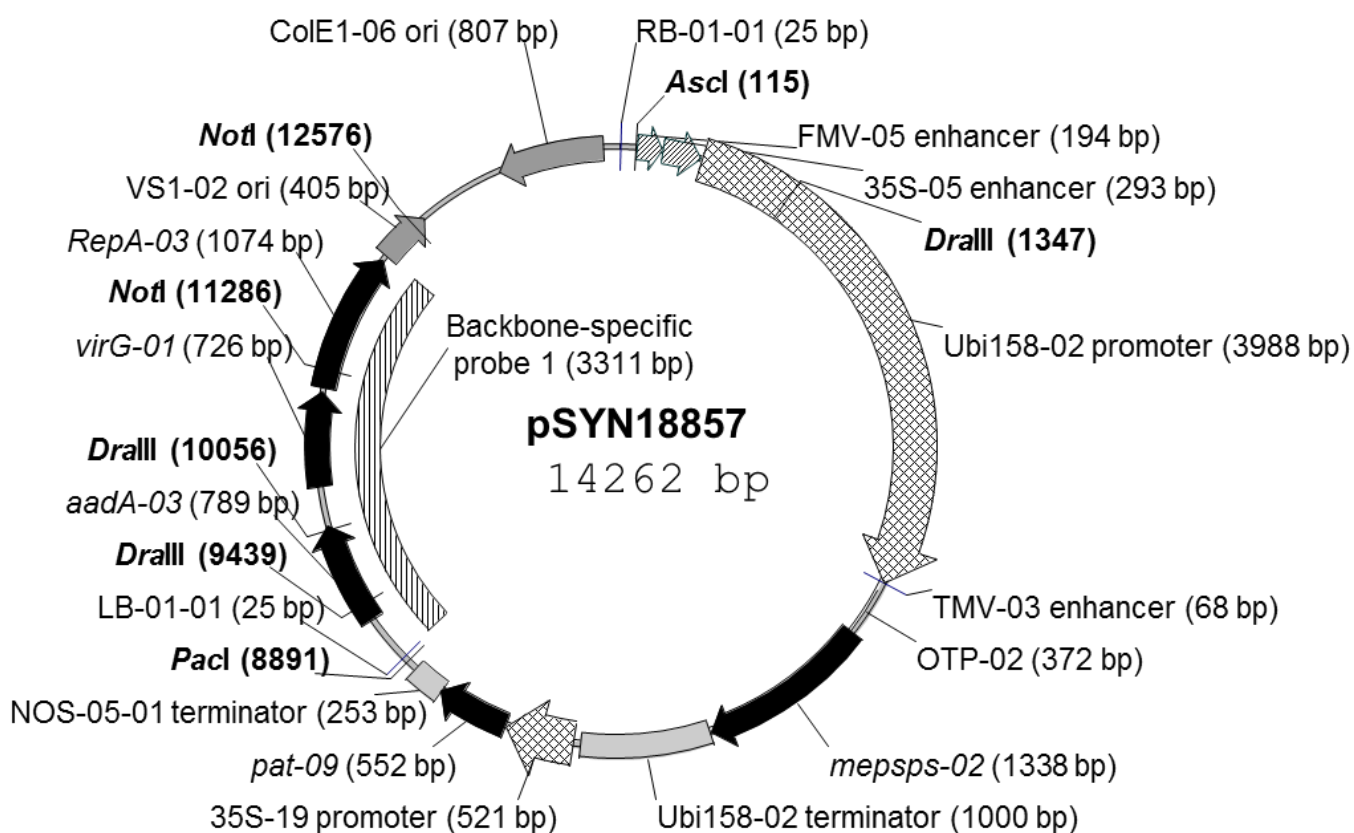 ColE1-06 ori (807 bp)
RB-01-01 (25 bp)
AscI (115)
NotI (12576)
FMV-05 enhancer (194 bp)
VS1-02 ori (405 bp)
35S-05 enhancer (293 bp)
RepA-03 (1074 bp)
DraIII (1347)
NotI (11286)
Backbone-specific
probe 1 (3311 bp)
virG-01 (726 bp)
Ubi158-02 promoter (3988 bp)
pSYN18857
14262 bp
DraIII (10056)
aadA-03 (789 bp)
DraIII (9439)
LB-01-01 (25 bp)
TMV-03 enhancer (68 bp)
PacI (8891)
OTP-02 (372 bp)
NOS-05-01 terminator (253 bp)
pat-09 (552 bp)
mepsps-02 (1338 bp)
35S-19 promoter (521 bp)
Ubi158-02 terminator (1000 bp)